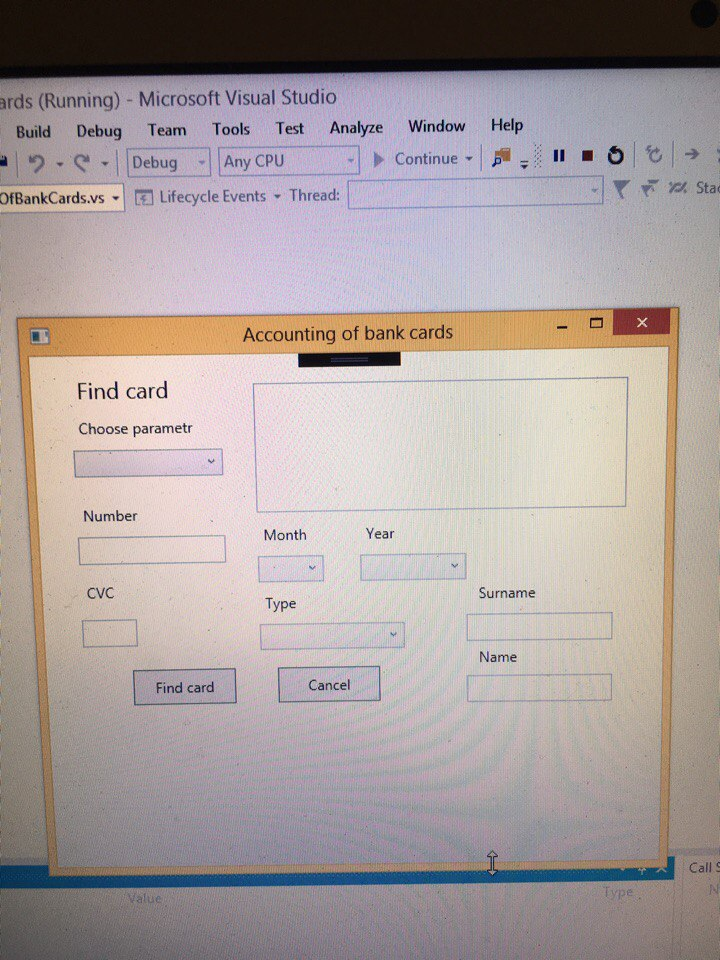 ards (Running) - Microsoft Visual Studio
Build Debug Team Tools Test Analyze Window Help
Debug Any CPU Continue
OfBankCards.vs Lifecycle Events Thread: Stac
Accounting of bank cards
Find card
Choose parametr
Number
Month Year
CVC
Type
Surname
Name
Find card Cancel
Call S
Value Type N